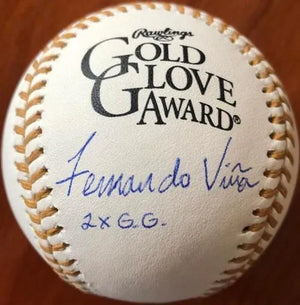 Rawlings
GOLD
GLOVE
AWARD®
Fernando Viña
2x G.G.